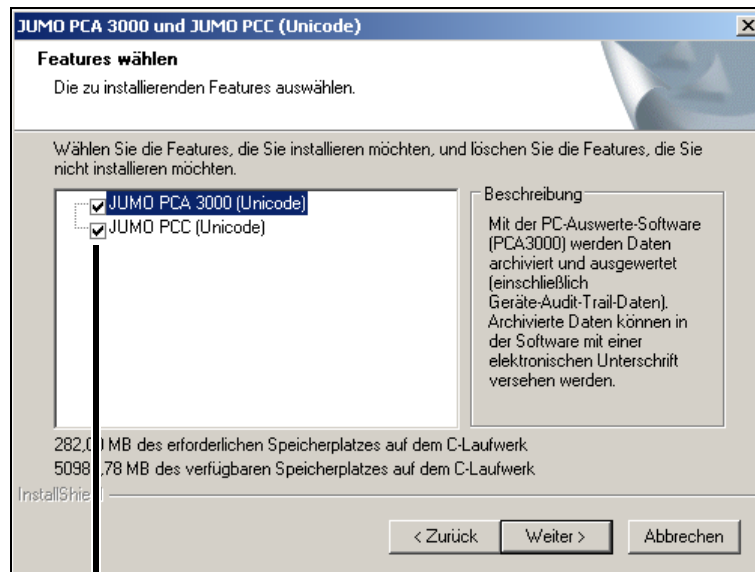 JUMO PCA 3000 und JUMO PCC (Unicode)
Features wählen
Die zu installierenden Features auswählen.
Wählen Sie die Features, die Sie installieren möchten, und löschen Sie die Features, die Sie
nicht installieren möchten.
JUMO PCA 3000 (Unicode)
JUMO PCC (Unicode)
Beschreibung
Mit der PC-Auswerte-Software
(PCA3000) werden Daten
archiviert und ausgewertet
(einschließlich
Geräte-Audit-Trail-Daten).
Archivierte Daten können in
der Software mit einer
elektronischen Unterschrift
versehen werden.
MB des erforderlichen Speicherplatzes auf dem C-Laufwerk
MB des verfügbaren Speicherplatzes auf dem C-Laufwerk
< Zurück
Weiter >
Abbrechen